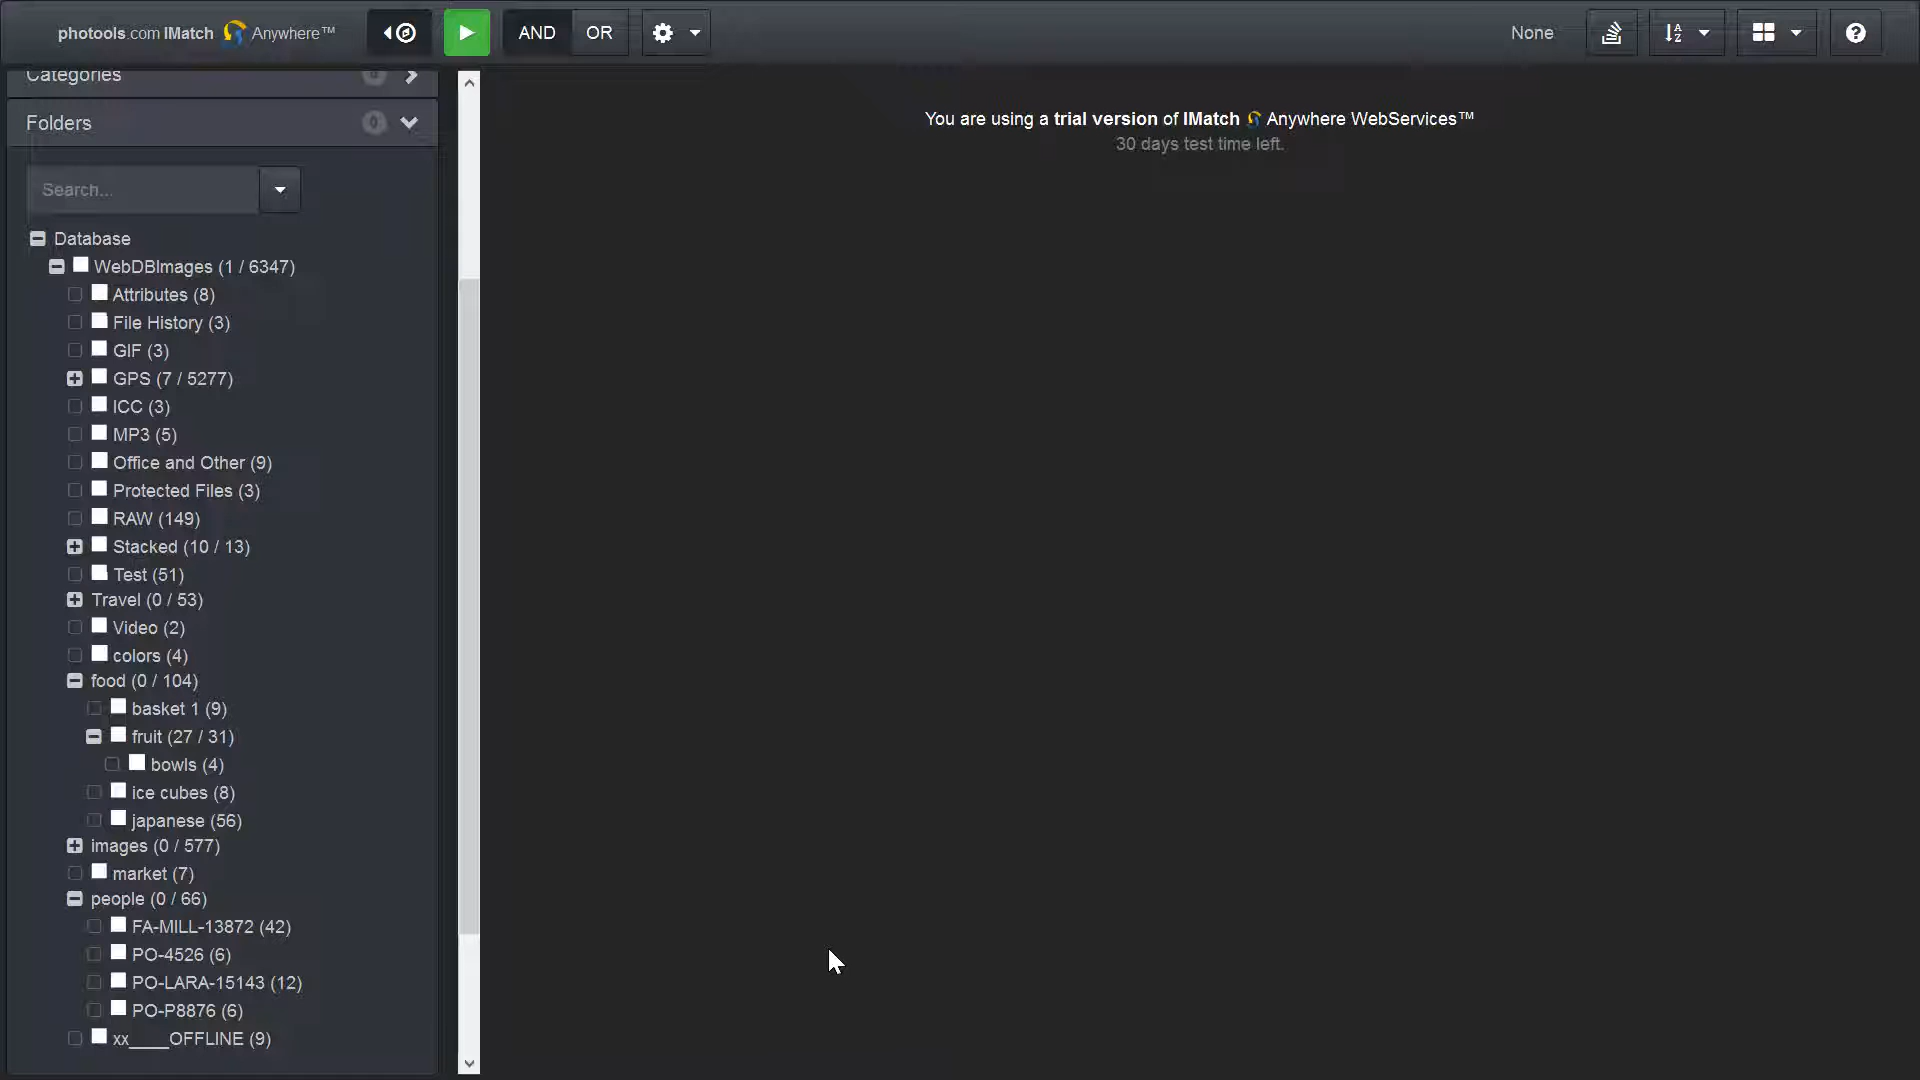 photools.com IMatch Anywhere™
AND
OR
None
Categories
0
Folders
0
Search...
You are using a trial version of IMatch Anywhere WebServices™
30 days test time left.
Database
WebDBImages (1 / 6347)
Attributes (8)
File History (3)
GIF (3)
GPS (7 / 5277)
ICC (3)
MP3 (5)
Office and Other (9)
Protected Files (3)
RAW (149)
Stacked (10 / 13)
Test (51)
Travel (0 / 53)
Video (2)
colors (4)
food (0 / 104)
basket 1 (9)
fruit (27 / 31)
bowls (4)
ice cubes (8)
japanese (56)
images (0 / 577)
market (7)
people (0 / 66)
FA-MILL-13872 (42)
PO-4526 (6)
PO-LARA-15143 (12)
PO-P8876 (6)
xx____OFFLINE (9)